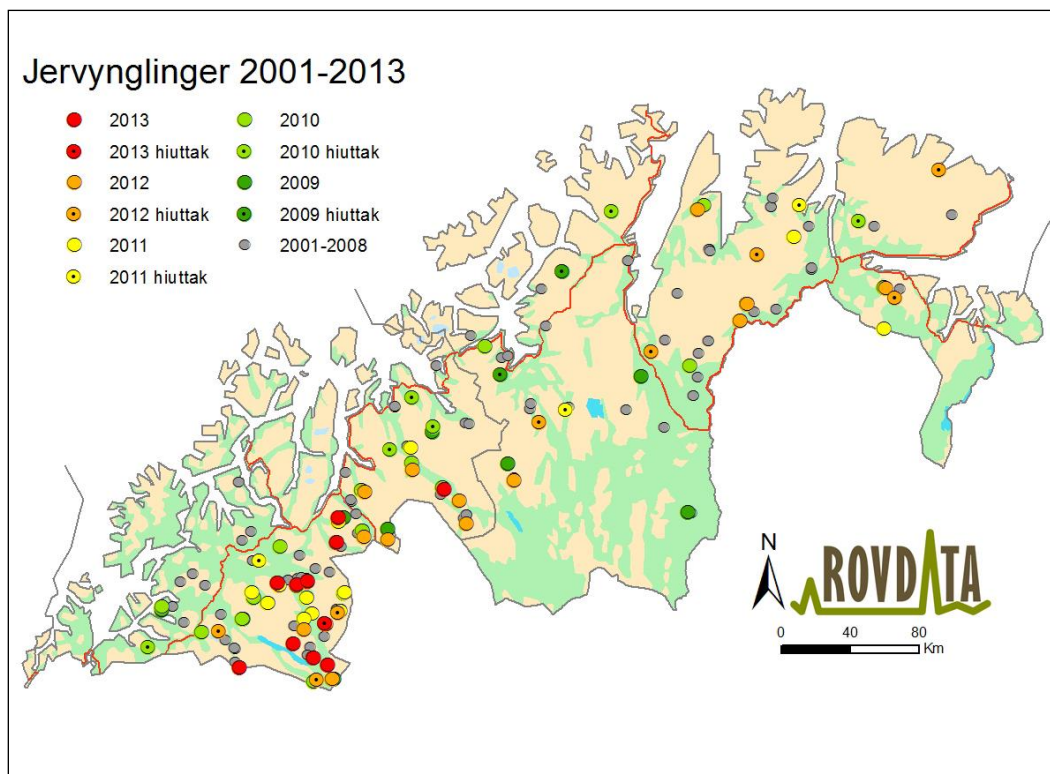 Jervynglinger 2001-2013
2013
2013 hiuttak
2012
2012 hiuttak
2011
2011 hiuttak
2010
2010 hiuttak
2009
2009 hiuttak
2001-2008
N
ROVDATA
0 40 80
Km